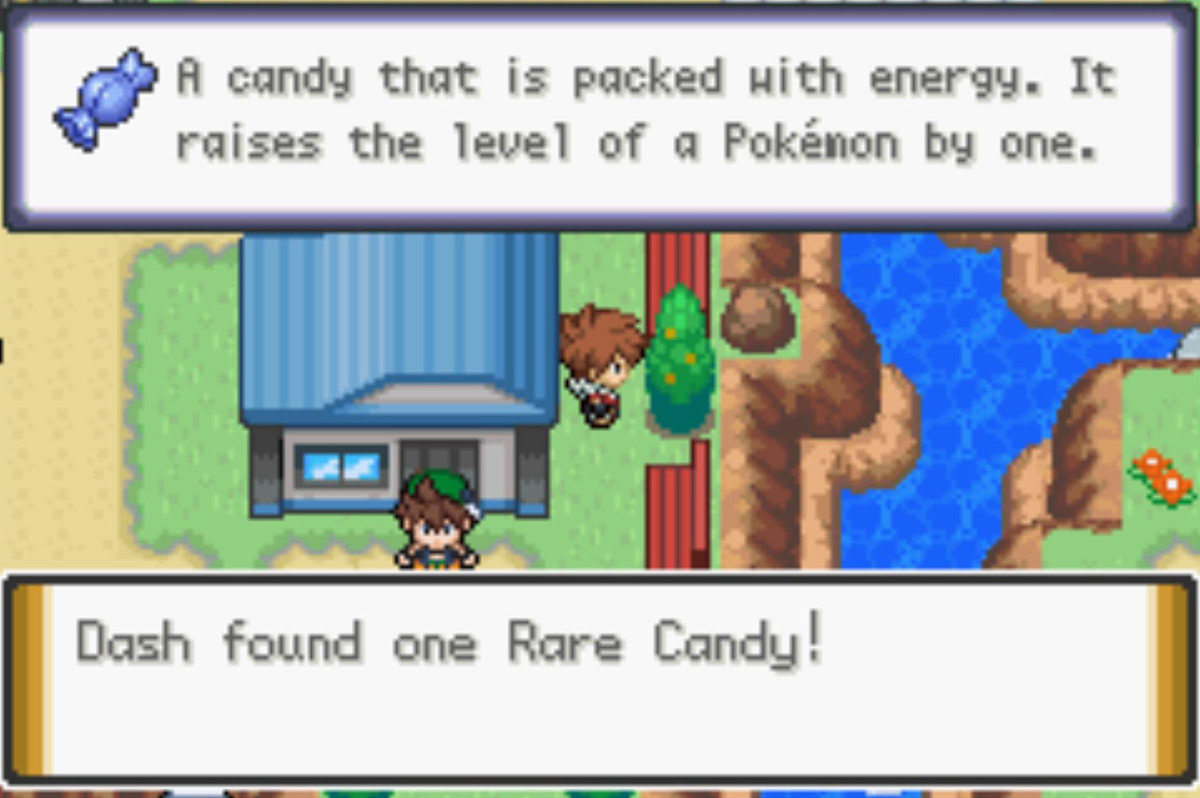 A candy that is packed with energy. It
raises the level of a Pokémon by one.
Dash found one Rare Candy!